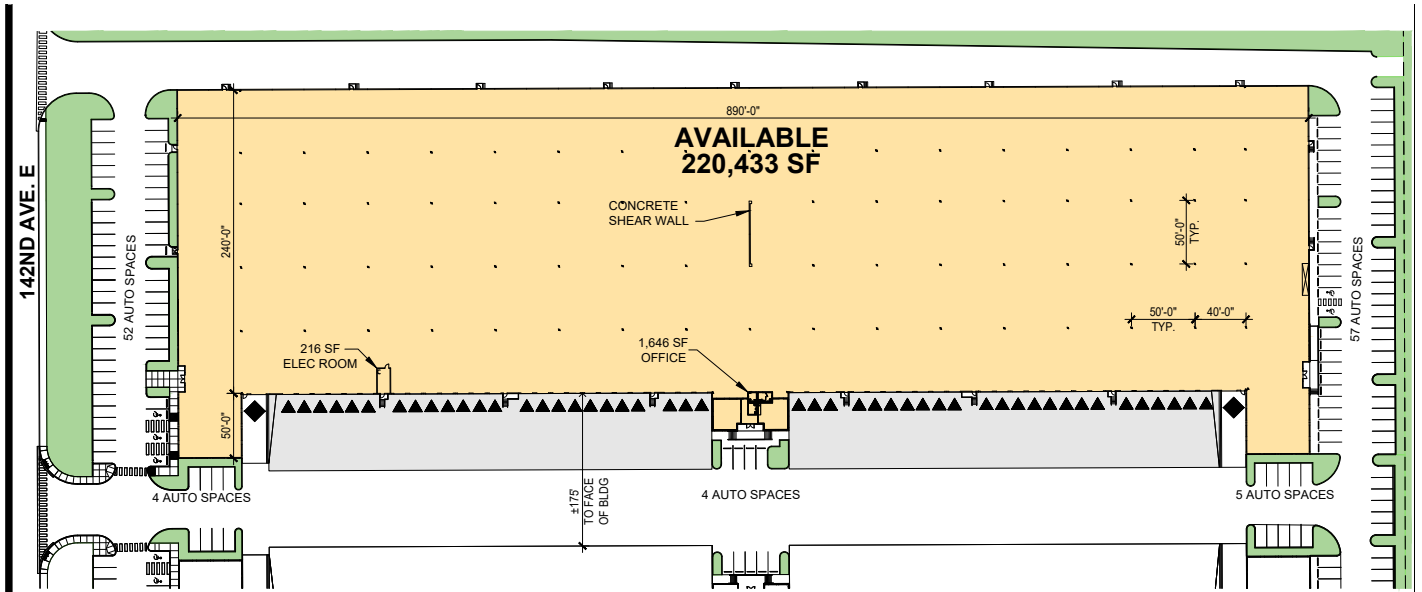 890'-0"
AVAILABLE
220,433 SF
142ND AVE. E
52 AUTO SPACES
240'-0"
CONCRETE
SHEAR WALL
50'-0"
TYP.
50'-0"
TYP.
40'-0"
57 AUTO SPACES
216 SF
ELEC ROOM
1,646 SF
OFFICE
50'-0"
4 AUTO SPACES
±175'
TO FACE
OF BLDG
4 AUTO SPACES
5 AUTO SPACES